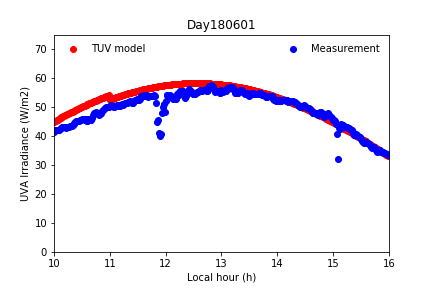 Day180601
TUV model
Measurement
UVA Irradiance (W/m2)
70
60
50
40
30
20
10
0
10 11 12 13 14 15 16
Local hour (h)